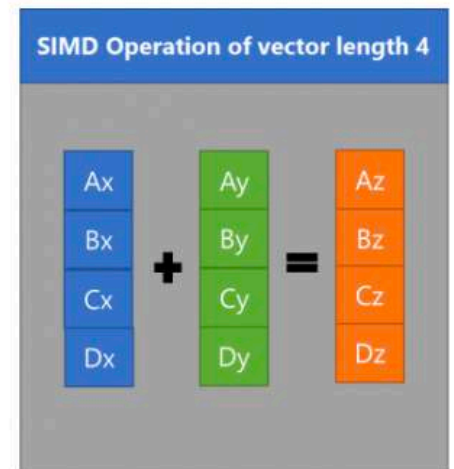 SIMD Operation of vector length 4
Ax Ay Az
Bx By Bz
+ =
Cx Cy Cz
Dx Dy Dz